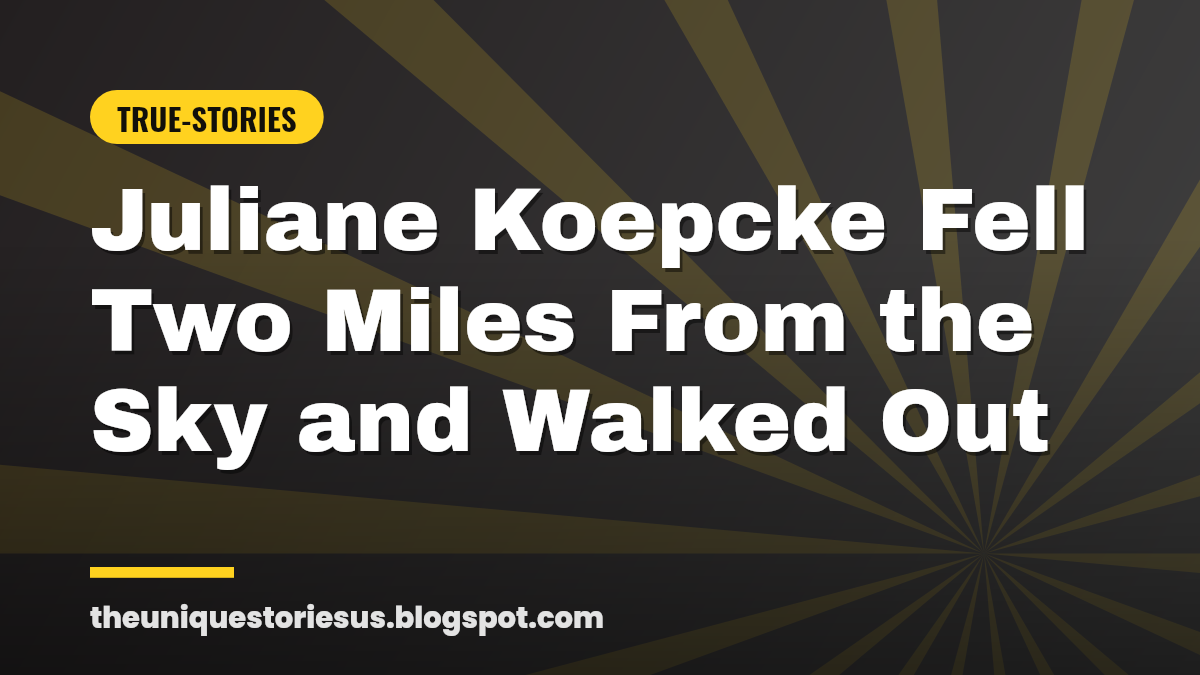 TRUE-STORIES
Juliane Koepcke Fell
Two Miles From the
Sky and Walked Out
theuniquestoriesus.blogspot.com